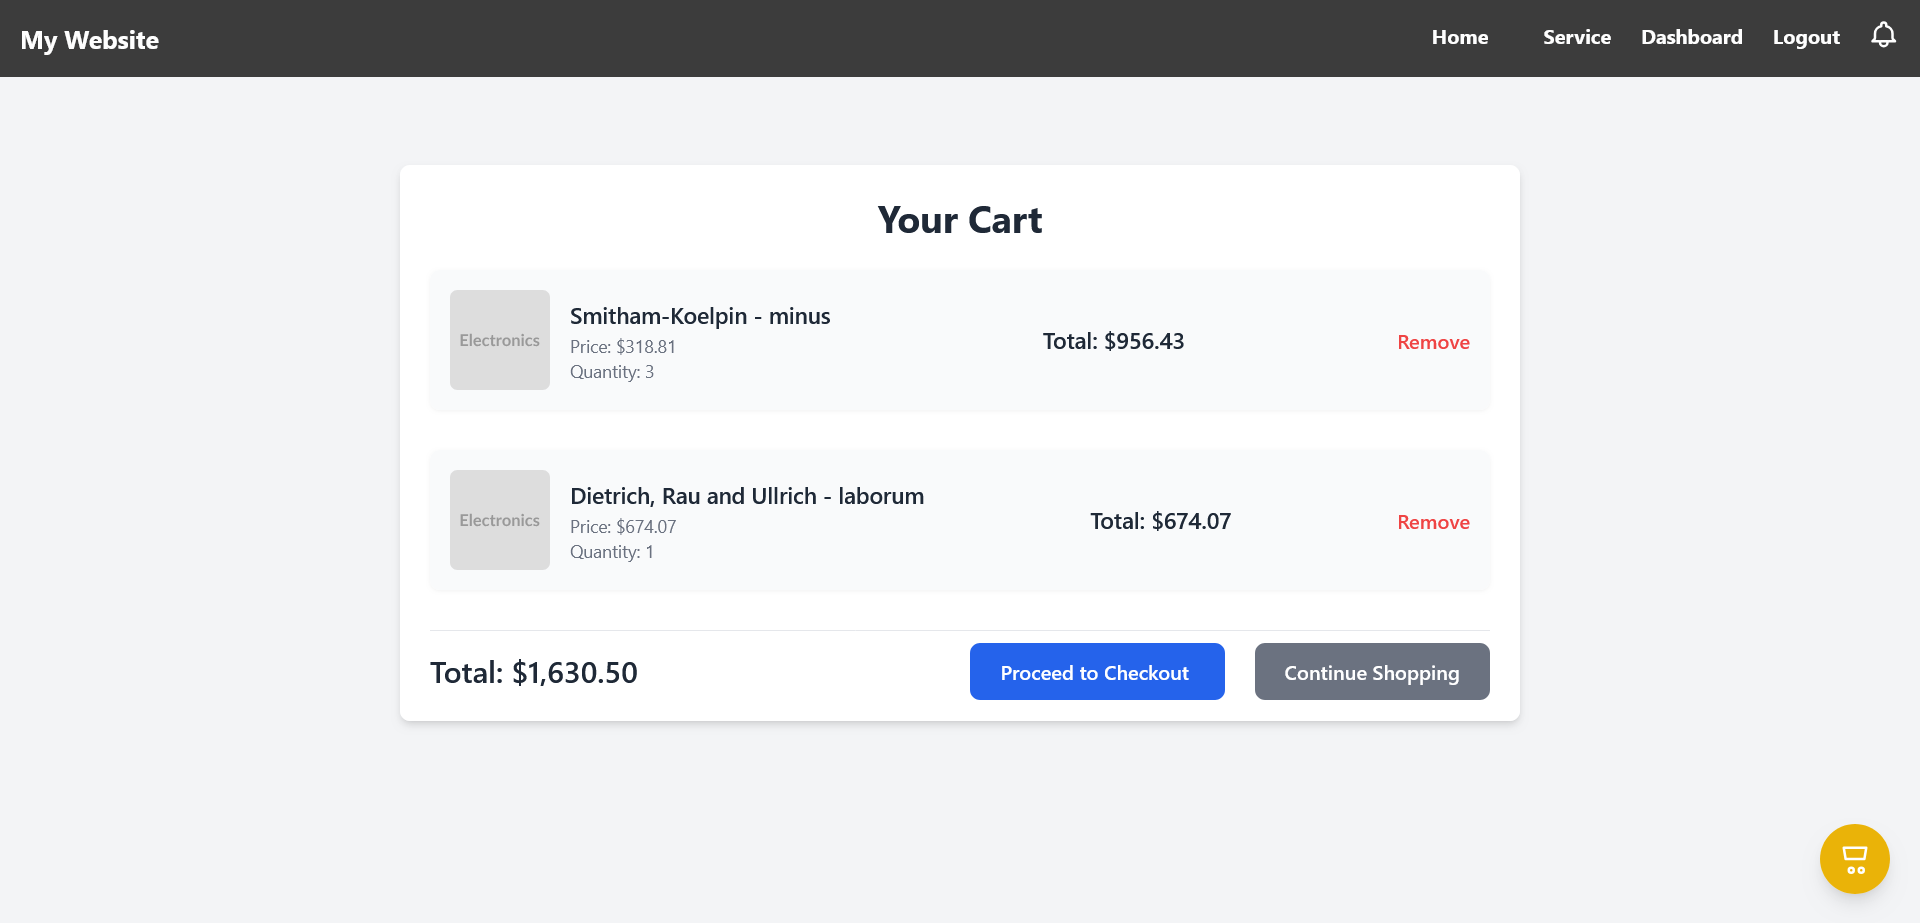 My Website
Home Service Dashboard Logout
Your Cart
Electronics
Smitham-Koelpin - minus
Price: $318.81
Quantity: 3
Total: $956.43
Remove
Electronics
Dietrich, Rau and Ullrich - laborum
Price: $674.07
Quantity: 1
Total: $674.07
Remove
Total: $1,630.50
Proceed to Checkout
Continue Shopping